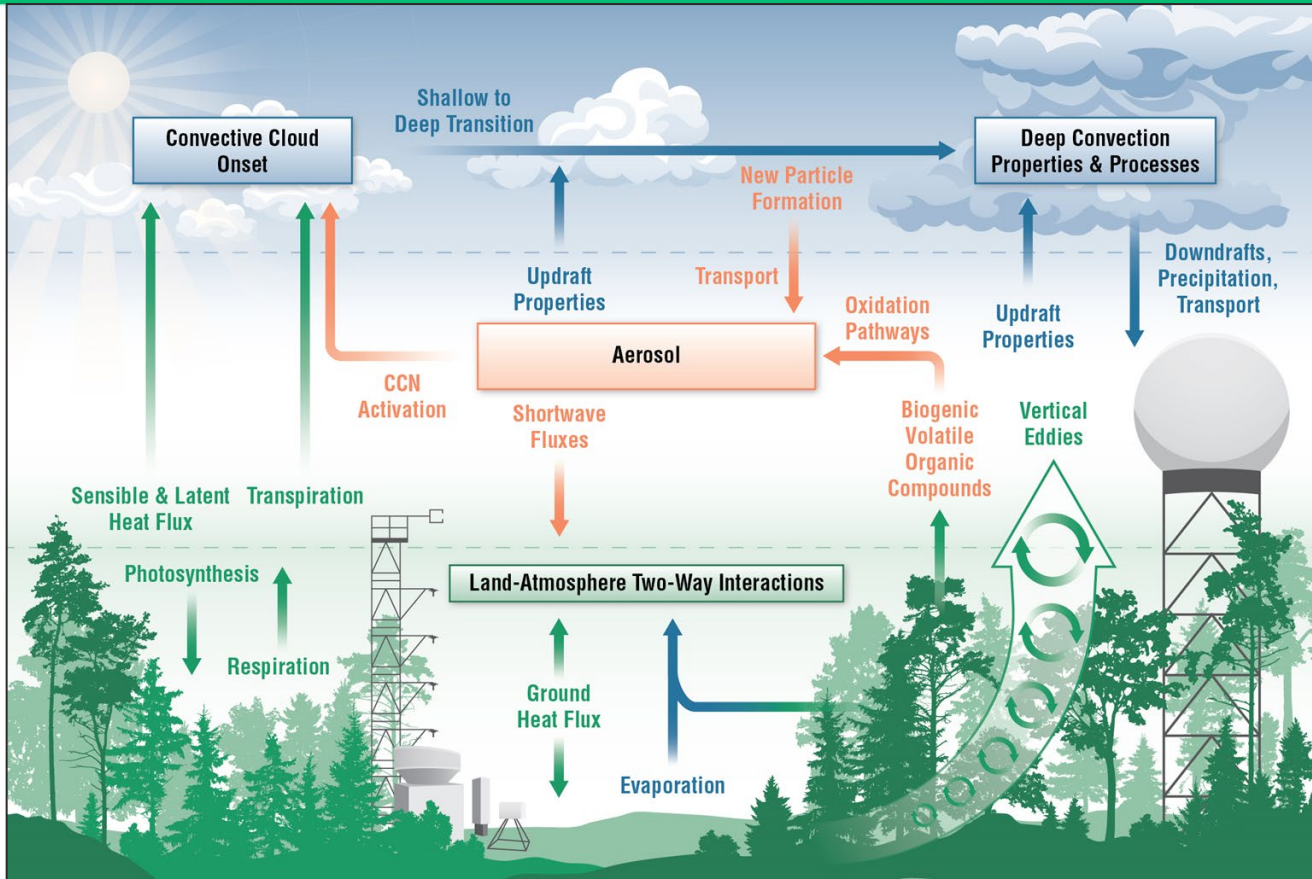 Shallow to
Deep Transition
Convective Cloud
Onset
Deep Convection
Properties & Processes
New Particle
Formation
Updraft
Properties
Transport
Oxidation
Pathways
Updraft
Properties
Downdrafts,
Precipitation,
Transport
Aerosol
CCN
Activation
Shortwave
Fluxes
Biogenic
Volatile
Organic
Compounds
Vertical
Eddies
Sensible & Latent
Heat Flux
Transpiration
Photosynthesis
Respiration
Land-Atmosphere Two-Way Interactions
Ground
Heat Flux
Evaporation